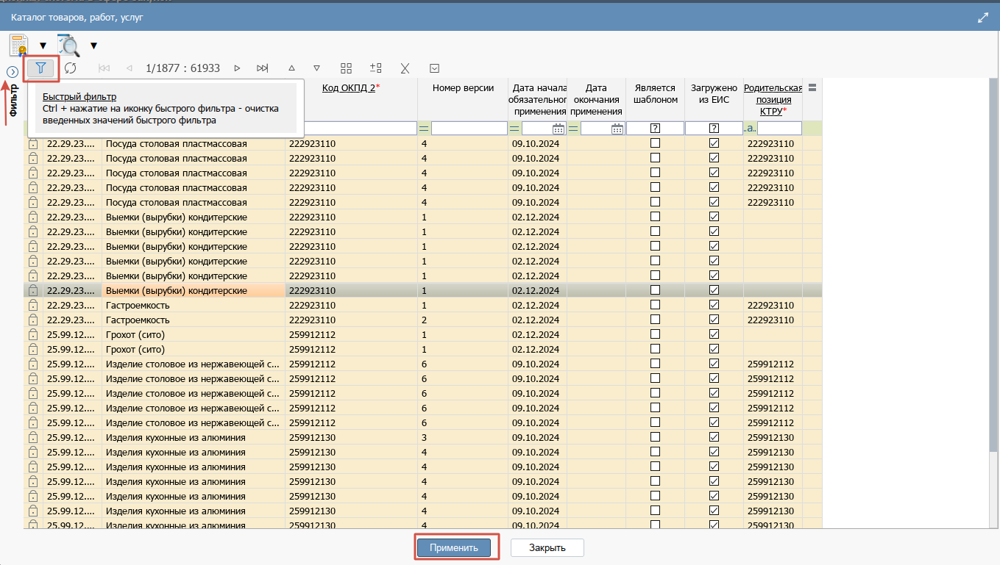 Каталог товаров, работ, услуг
1/1877 : 61933
Фильтр
Быстрый фильтр
Ctrl + нажатие на иконку быстрого фильтра - очистка
введенных значений быстрого фильтра
Код ОКПД 2*
Номер версии
Дата начала
обязательног
применения
Дата
окончания
применения
Является
шаблоном
Загружено
из ЕИС
Родительская
позиция
КТРУ*
= = = ? ? ..a..
22.29.23.... Посуда столовая пластмассовая 222923110 4 09.10.2024 222923110
22.29.23.... Посуда столовая пластмассовая 222923110 4 09.10.2024 222923110
22.29.23.... Посуда столовая пластмассовая 222923110 4 09.10.2024 222923110
22.29.23.... Посуда столовая пластмассовая 222923110 4 09.10.2024 222923110
22.29.23.... Посуда столовая пластмассовая 222923110 4 09.10.2024 222923110
22.29.23.... Выемки (вырубки) кондитерские 222923110 1 02.12.2024
22.29.23.... Выемки (вырубки) кондитерские 222923110 1 02.12.2024
22.29.23.... Выемки (вырубки) кондитерские 222923110 1 02.12.2024
22.29.23.... Выемки (вырубки) кондитерские 222923110 1 02.12.2024
22.29.23.... Выемки (вырубки) кондитерские 222923110 1 02.12.2024
22.29.23.... Выемки (вырубки) кондитерские 222923110 1 02.12.2024
22.29.23.... Гастроемкость 222923110 1 02.12.2024 222923110
22.29.23.... Гастроемкость 222923110 2 02.12.2024 222923110
25.99.12.... Грохот (сито) 259912112 1 02.12.2024
25.99.12.... Грохот (сито) 259912112 1 02.12.2024
25.99.12.... Изделие столовое из нержавеющей с... 259912112 6 09.10.2024 259912112
25.99.12.... Изделие столовое из нержавеющей с... 259912112 6 09.10.2024 259912112
25.99.12.... Изделие столовое из нержавеющей с... 259912112 6 09.10.2024 259912112
25.99.12.... Изделие столовое из нержавеющей с... 259912112 6 09.10.2024 259912112
25.99.12.... Изделие столовое из нержавеющей с... 259912112 6 09.10.2024 259912112
25.99.12.... Изделия кухонные из алюминия 259912130 3 09.10.2024 259912130
25.99.12.... Изделия кухонные из алюминия 259912130 4 09.10.2024 259912130
25.99.12.... Изделия кухонные из алюминия 259912130 4 09.10.2024 259912130
25.99.12.... Изделия кухонные из алюминия 259912130 4 09.10.2024 259912130
25.99.12.... Изделия кухонные из алюминия 259912130 4 09.10.2024 259912130
25.99.12.... Изделия кухонные из алюминия 259912130 4 09.10.2024 259912130
25.99.12.... Изделия кухонные из алюминия 259912130 4 09.10.2024 259912130
Применить
Закрыть